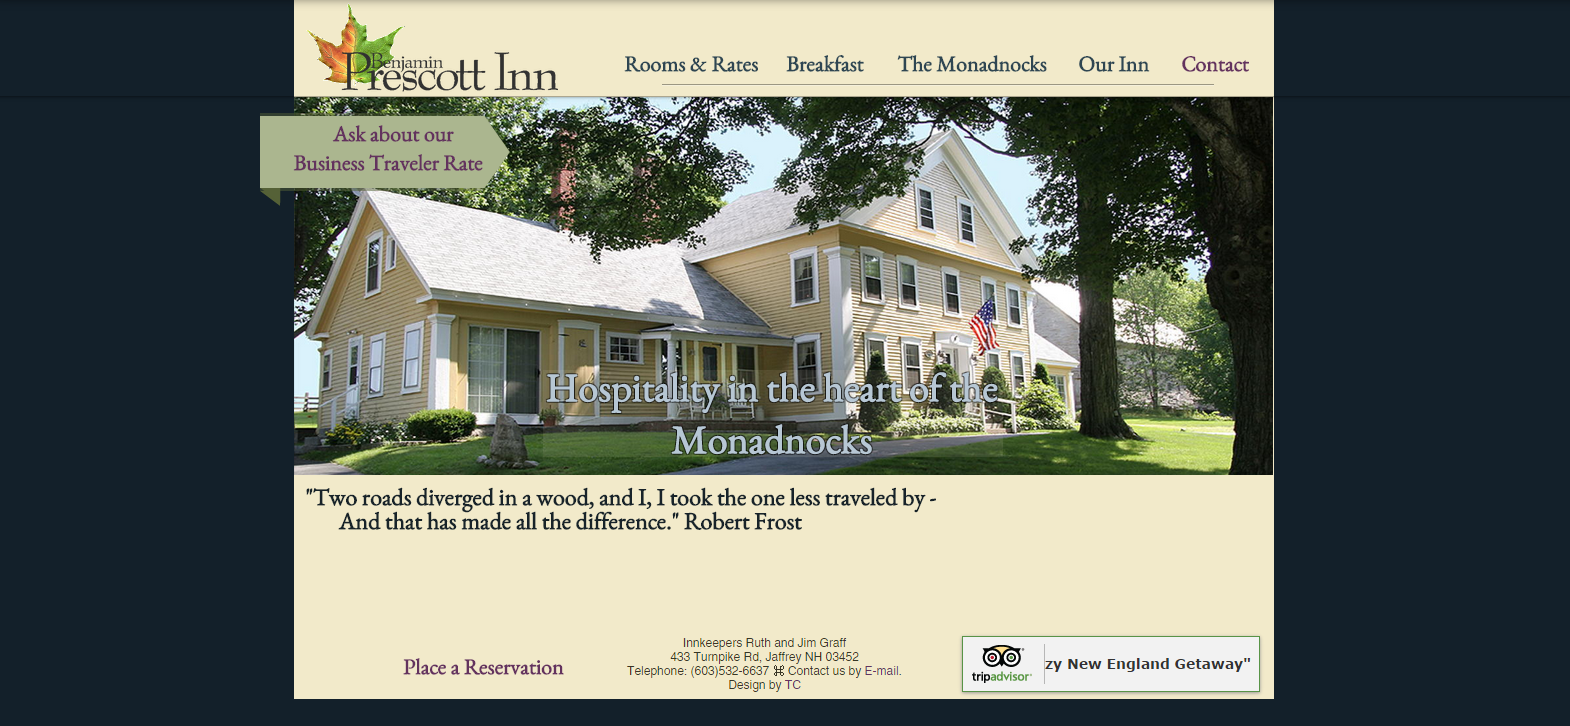 Benjamin
Prescott Inn
Rooms & Rates Breakfast The Monadnocks Our Inn Contact
Ask about our
Business Traveler Rate
Hospitality in the heart of the
Monadnocks
"Two roads diverged in a wood, and I, I took the one less traveled by -
And that has made all the difference." Robert Frost
Place a Reservation
Innkeepers Ruth and Jim Graff
433 Turnpike Rd, Jaffrey NH 03452
Telephone: (603)532-6637 ⌘ Contact us by E-mail.
Design by TC
tripadvisor®
zy New England Getaway"